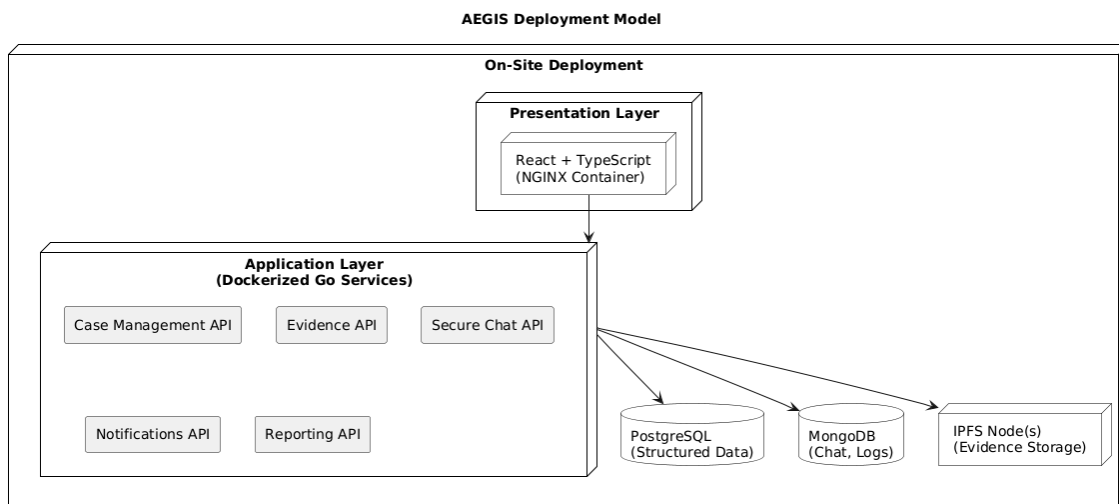 AEGIS Deployment Model
On-Site Deployment
Presentation Layer
React + TypeScript
(NGINX Container)
Application Layer
(Dockerized Go Services)
Case Management API
Evidence API
Secure Chat API
Notifications API
Reporting API
PostgreSQL
(Structured Data)
MongoDB
(Chat, Logs)
IPFS Node(s)
(Evidence Storage)